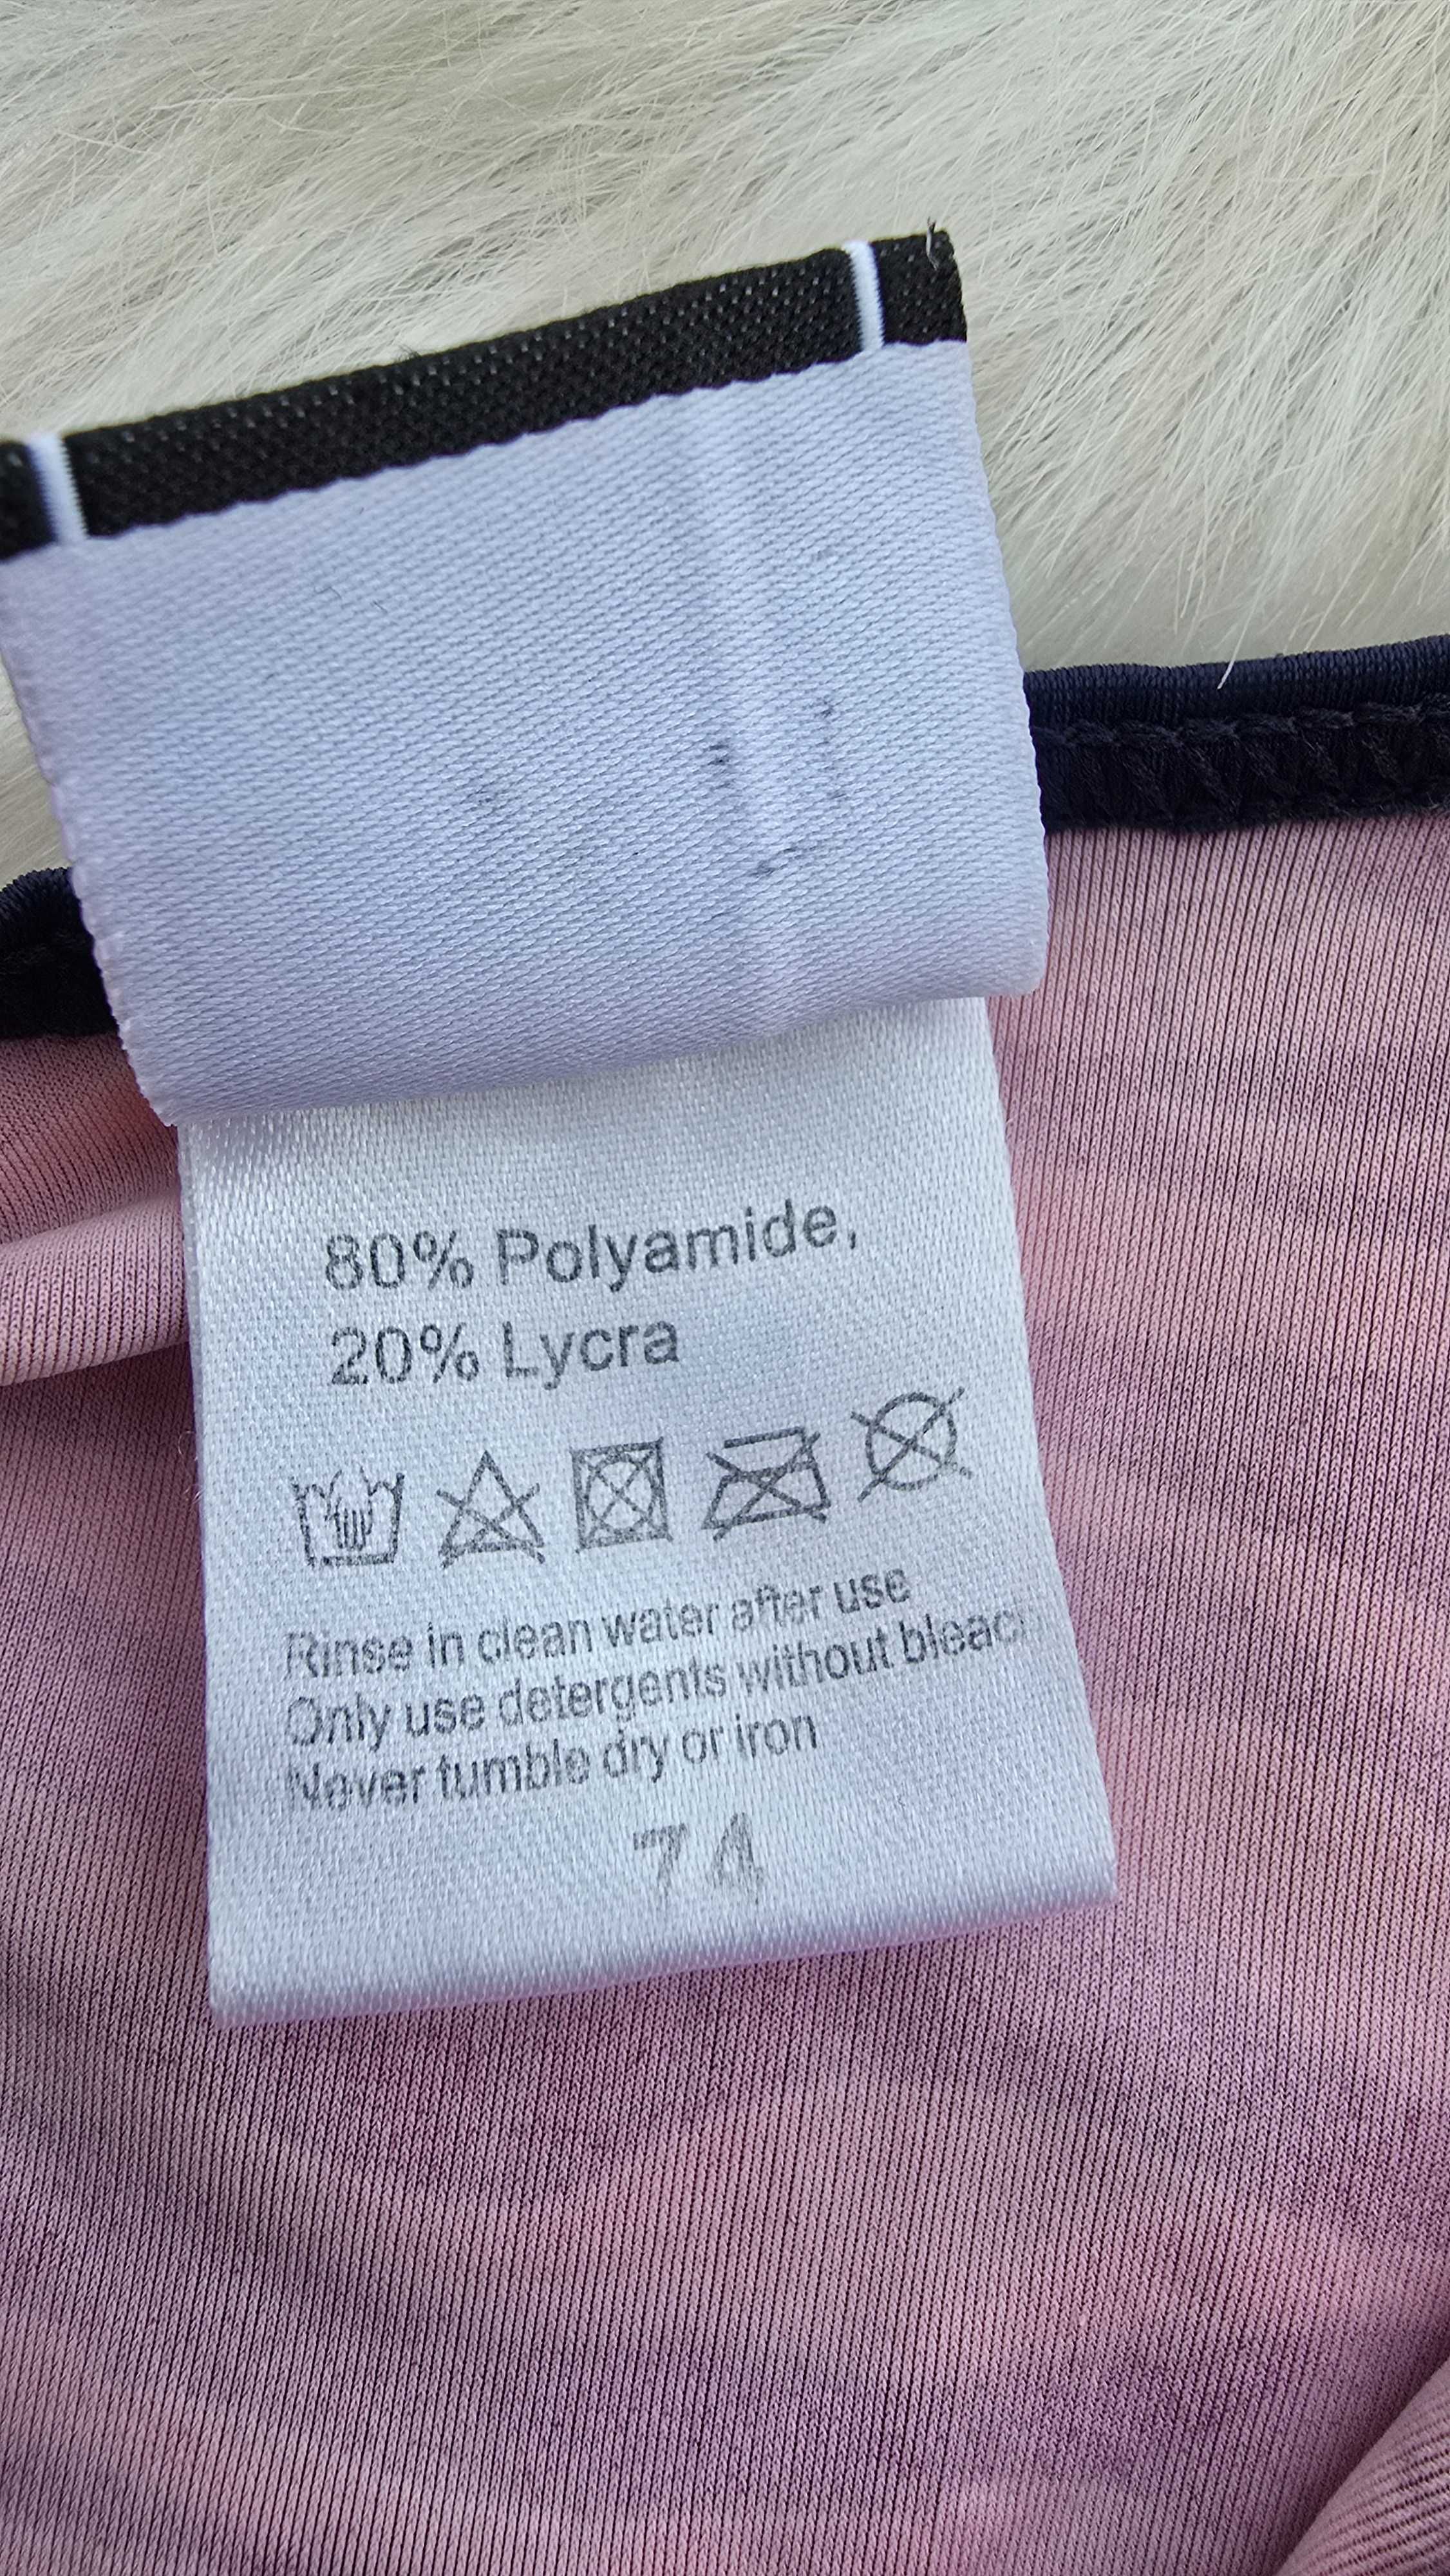 80% Polyamide,
20% Lycra
Rinse in clean water after use
Only use detergents without bleach
Never tumble dry or iron
74